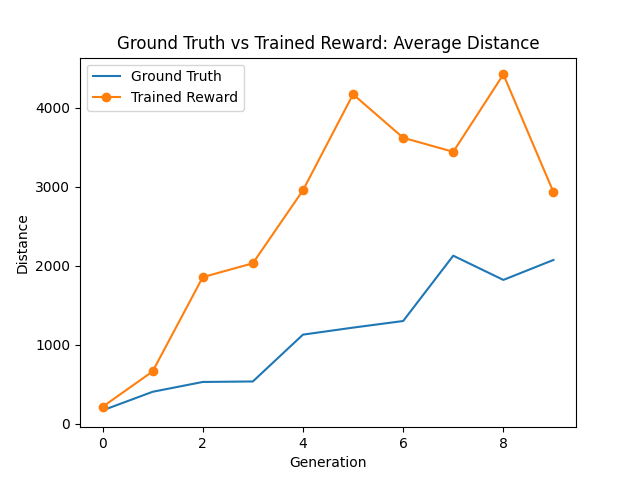 Ground Truth vs Trained Reward: Average Distance
Ground Truth
Trained Reward
Distance
4000
3000
2000
1000
0
0 2 4 6 8
Generation